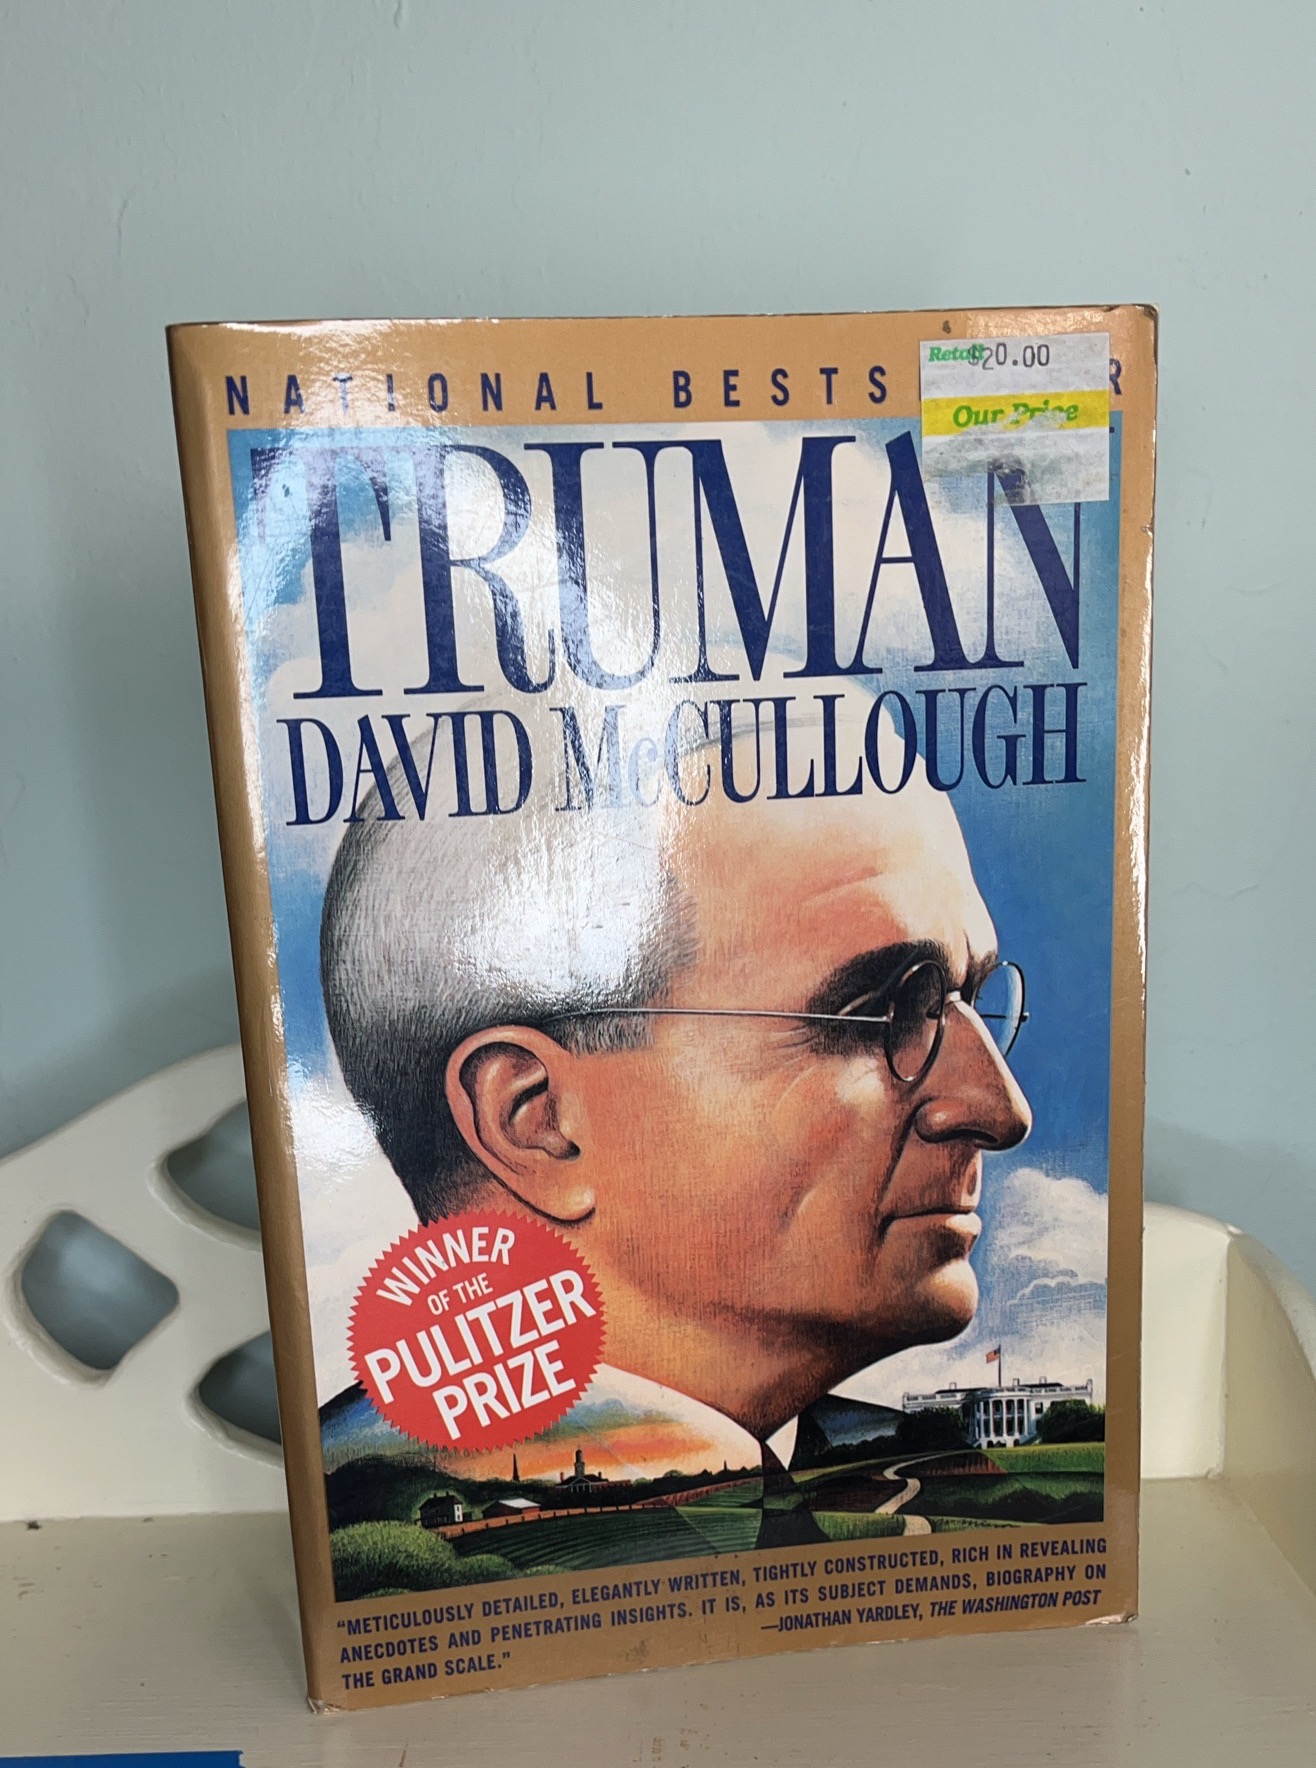 NATIONAL BESTS R
Retail $20.00
Our Price
TRUMAN
DAVID McCULLOUGH
WINNER
OF THE
PULITZER
PRIZE
“METICULOUSLY DETAILED, ELEGANTLY WRITTEN, TIGHTLY CONSTRUCTED, RICH IN REVEALING
ANECDOTES AND PENETRATING INSIGHTS. IT IS, AS ITS SUBJECT DEMANDS, BIOGRAPHY ON
THE GRAND SCALE.”
—JONATHAN YARDLEY, THE WASHINGTON POST